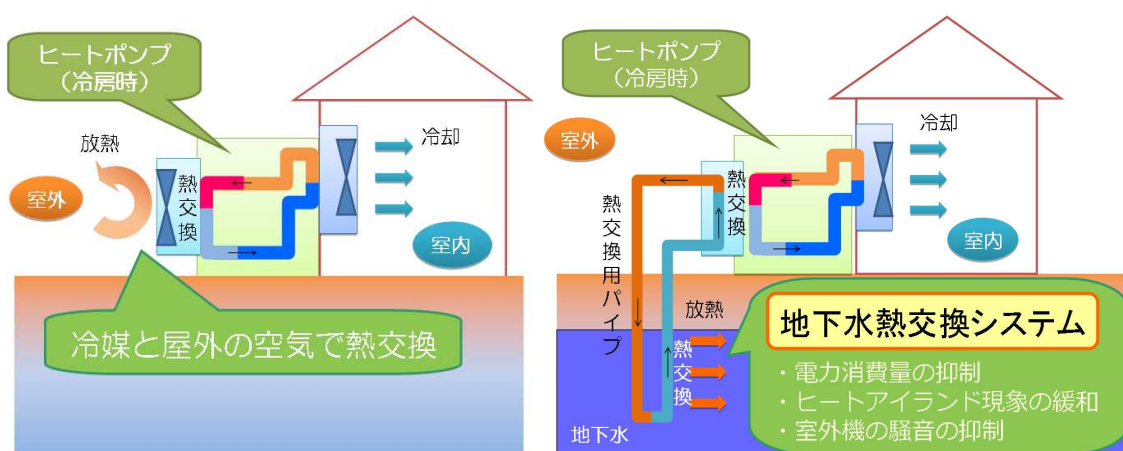 ヒートポンプ
（冷房時）
放熱
室外
熱交換
冷却
室内
冷媒と屋外の空気で熱交換
ヒートポンプ
（冷房時）
室外
熱交換
冷却
室内
熱交換用パイプ
放熱
熱交換
地下水
地下水熱交換システム
・電力消費量の抑制
・ヒートアイランド現象の緩和
・室外機の騒音の抑制